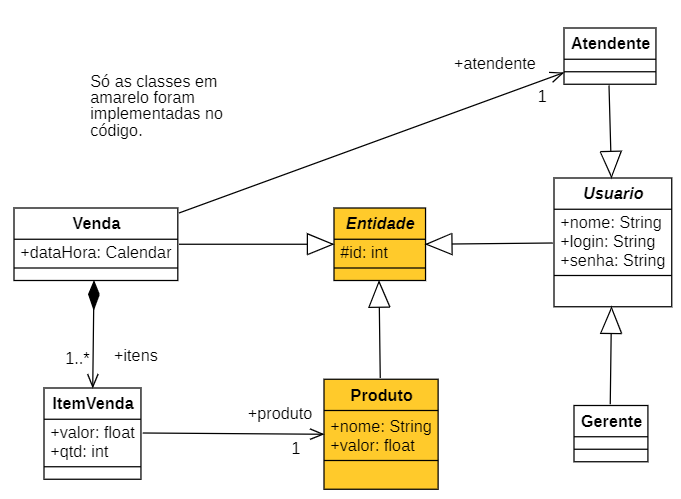 Atendente
+atendente
1
Só as classes em
amarelo foram
implementadas no
código.
Venda
+dataHora: Calendar
Entidade
#id: int
Usuario
+nome: String
+login: String
+senha: String
1..*
+itens
ItemVenda
+valor: float
+qtd: int
+produto
1
Produto
+nome: String
+valor: float
Gerente